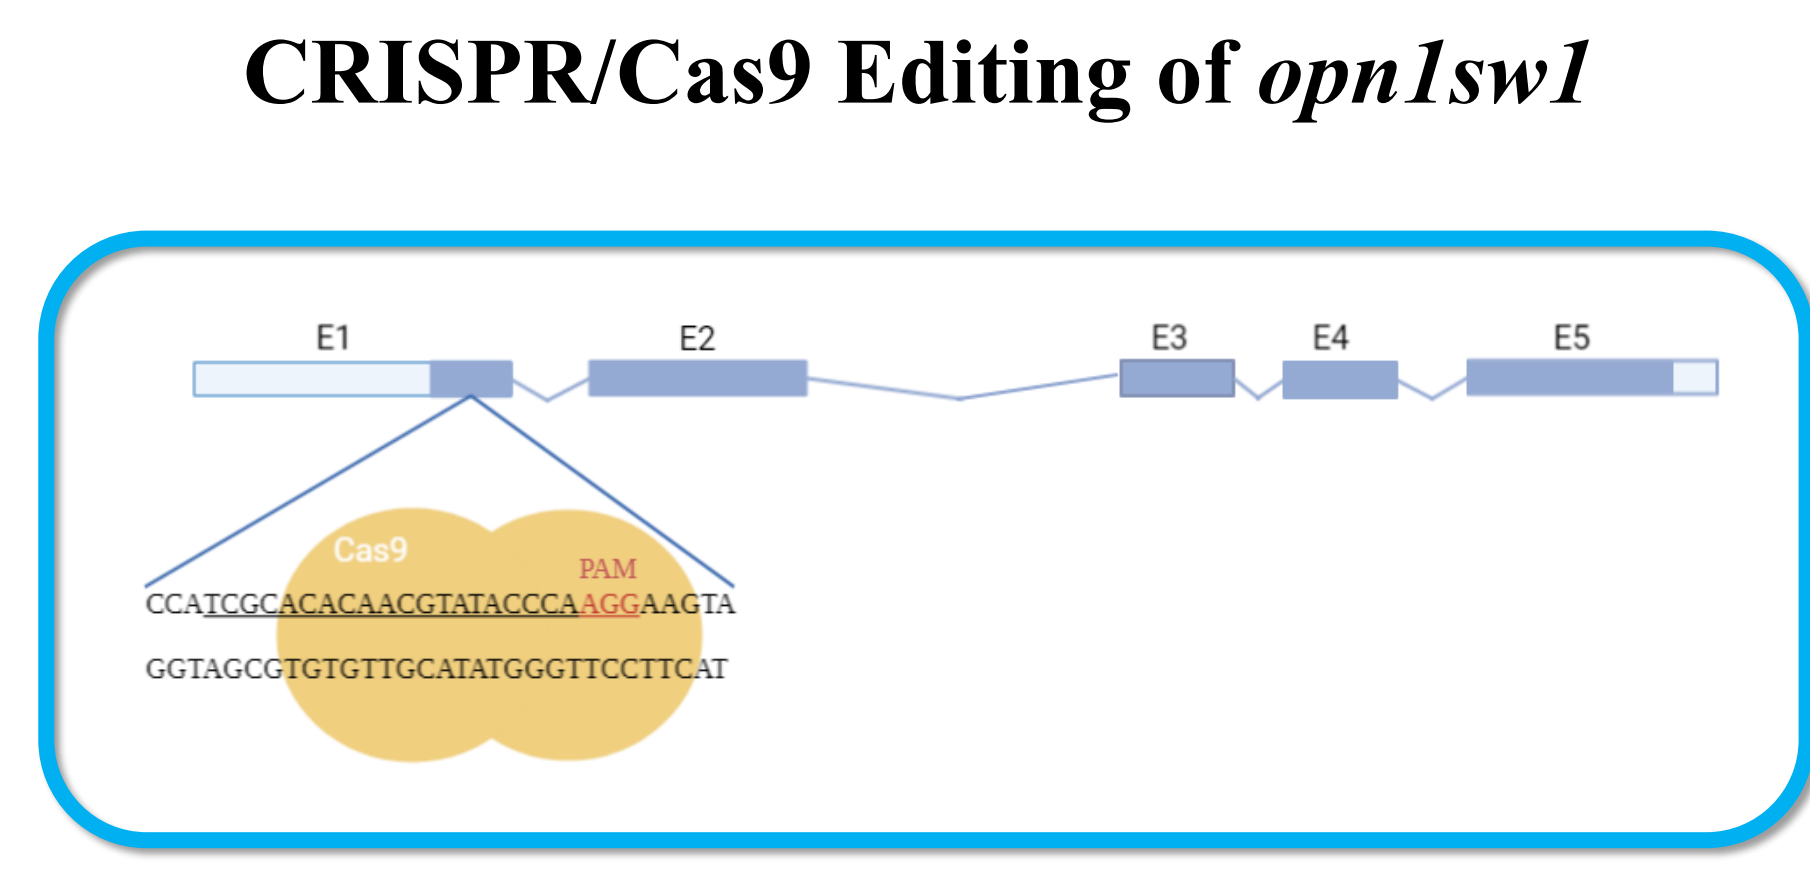 CRISPR/Cas9 Editing of opn1sw1
E1 E2 E3 E4 E5
Cas9
PAM
CCATCGCACACAACGTATACCCAAGGAAGTA
GGTAGCGTGTGTTGCATATGGGTTCCTTCAT